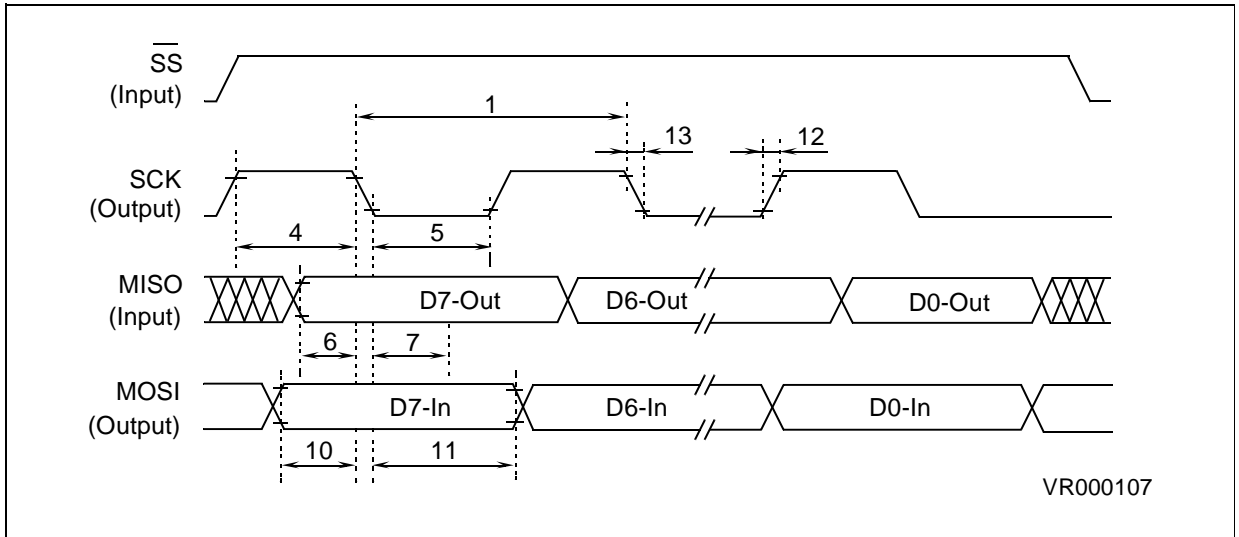 SS
(Input)
1
13
12
SCK
(Output)
4
5
MISO
(Input)
D7-Out
D6-Out
D0-Out
6
7
MOSI
(Output)
D7-In
D6-In
D0-In
10
11
VR000107